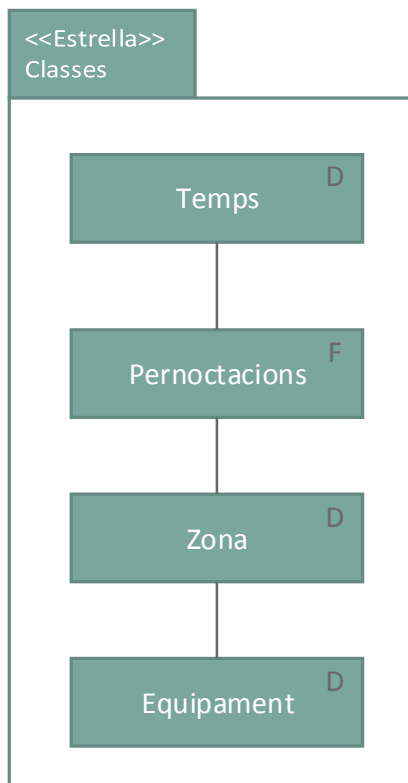 <<Estrella>>
Classes
D
Temps
F
Pernoctacions
D
Zona
D
Equipament